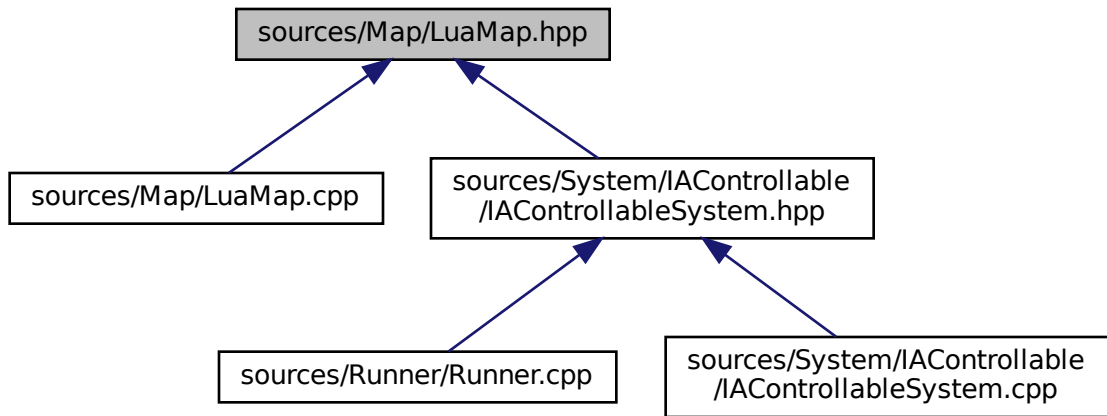 sources/Map/LuaMap.hpp
sources/Map/LuaMap.cpp
sources/System/IAControllable
/IAControllableSystem.hpp
sources/Runner/Runner.cpp
sources/System/IAControllable
/IAControllableSystem.cpp